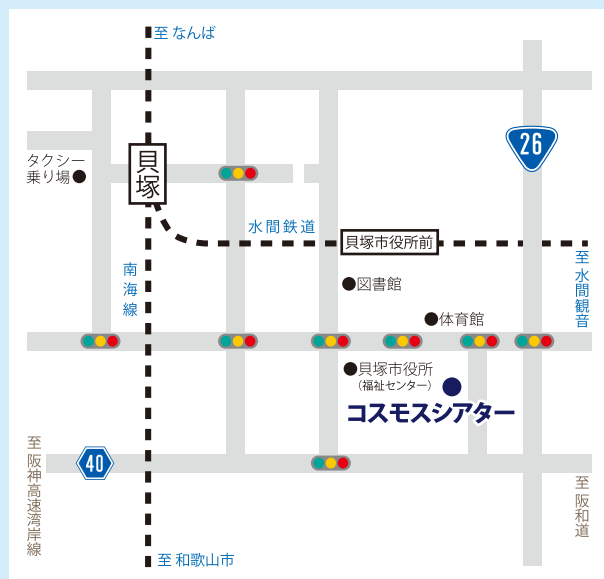 至 なんば
26
タクシー
乗り場
貝塚
水間鉄道
貝塚市役所前
至 水間観音
南海線
図書館
体育館
貝塚市役所
(福祉センター)
コスモスシアター
至 阪神高速湾岸線
40
至 阪和道
至 和歌山市